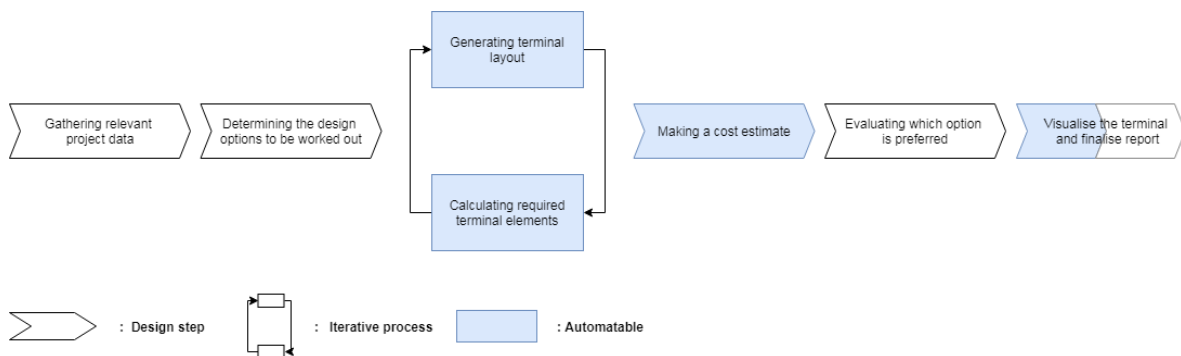 Generating terminal
layout
Gathering relevant
project data
Determining the design
options to be worked out
Making a cost estimate
Evaluating which option
is preferred
Visualise the terminal
and finalise report
Calculating required
terminal elements
: Design step
: Iterative process
: Automatable